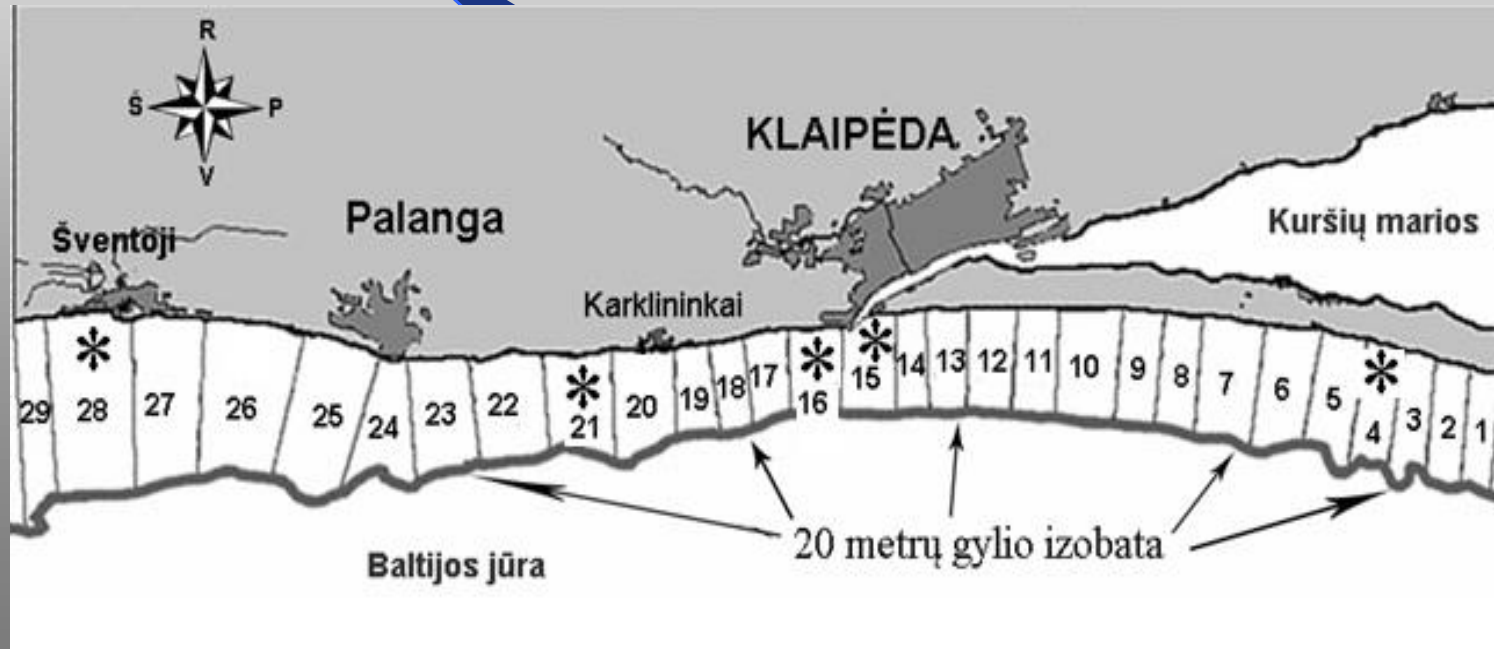 R
Š
P
V
KLAIPĖDA
Palanga
Šventoji
Kuršių marios
Karklininkai
29
28
27
26
25
24
23
22
21
20
19
18
17
16
15
14
13
12
11
10
9
8
7
6
5
4
3
2
1
20 metrų gylio izobata
Baltijos jūra